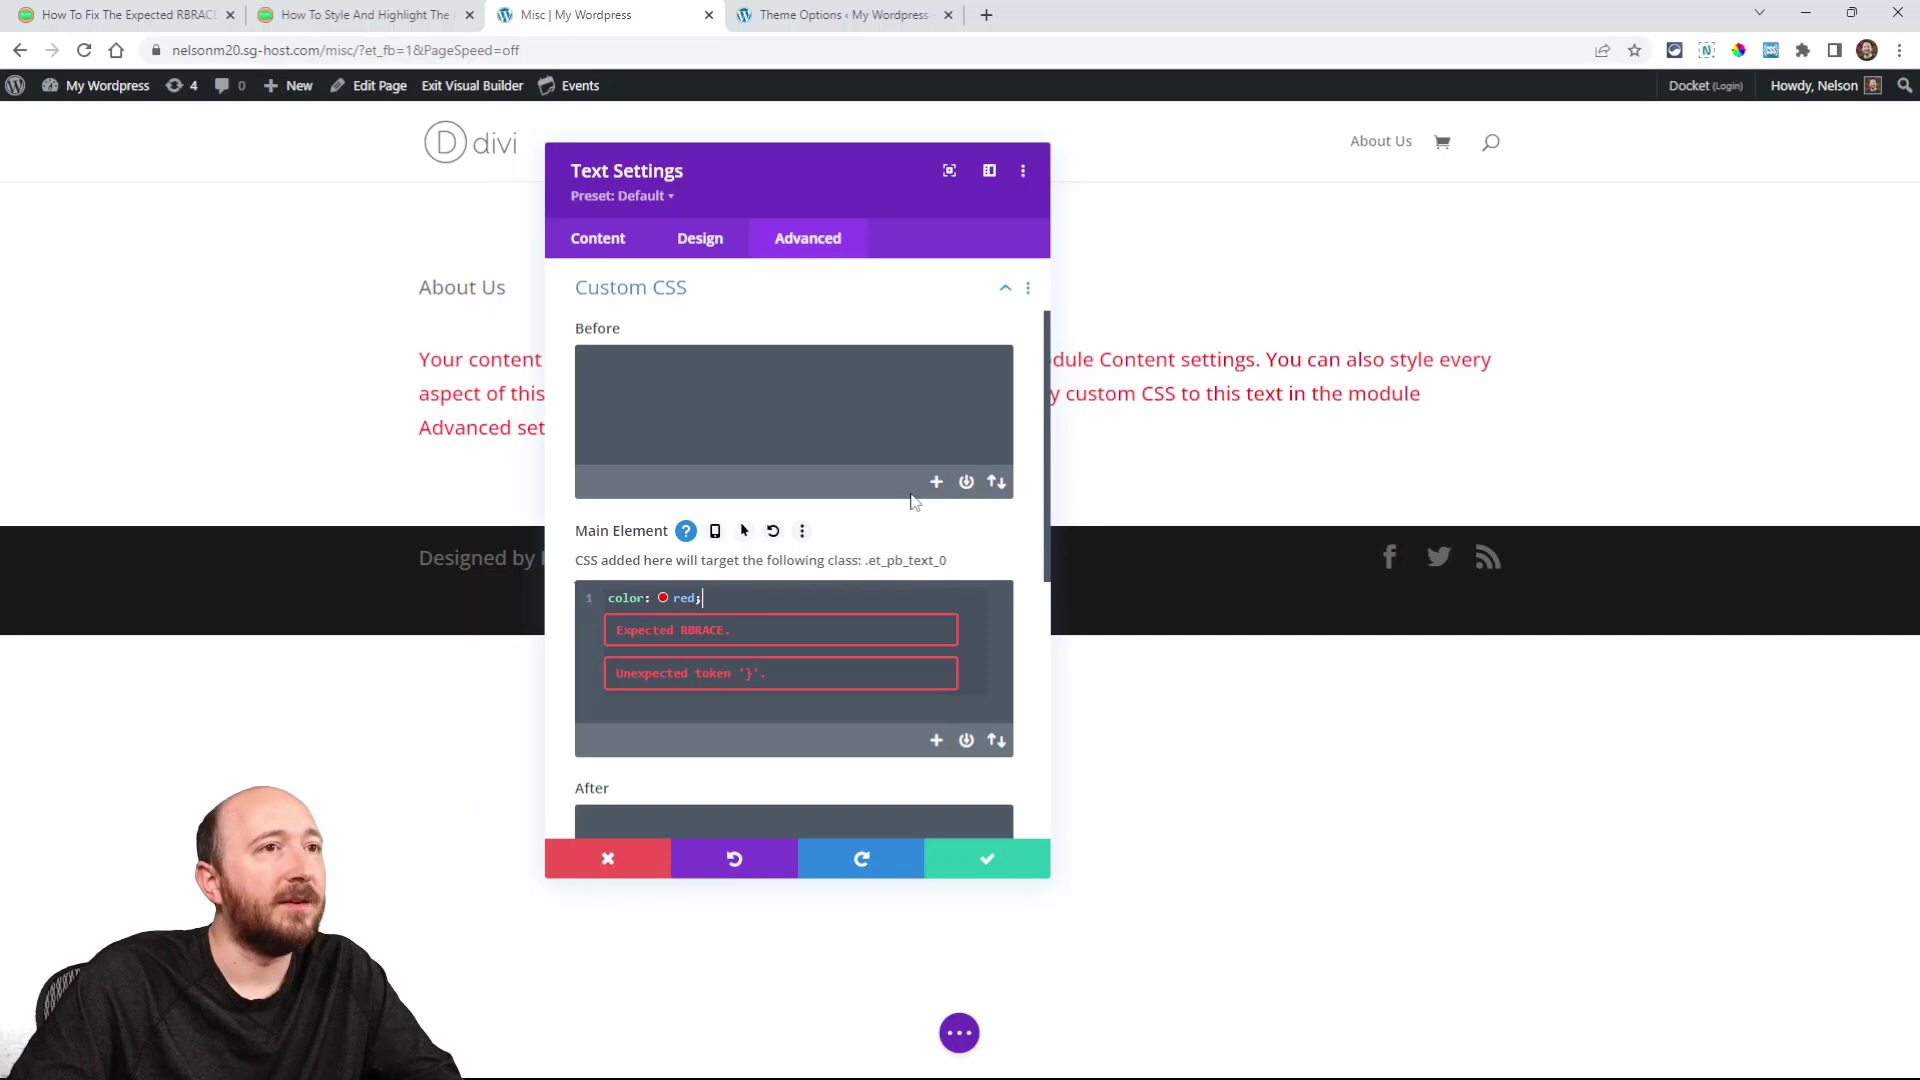 How To Fix The Expected RBRACE
How To Style And Highlight The
Misc | My Wordpress
Theme Options ‹ My Wordpress
nelsonm20.sg-host.com/misc/?et_fb=1&PageSpeed=off
My Wordpress
4
0
New
Edit Page
Exit Visual Builder
Events
Docket (Login)
Howdy, Nelson
D divi
About Us
Text Settings
Preset: Default
Content
Design
Advanced
About Us
Custom CSS
Before
Your content
dule Content settings. You can also style every
aspect of this
y custom CSS to this text in the module
Advanced set
Main Element
?
CSS added here will target the following class: .et_pb_text_0
Designed by
1 color: red;
Expected RBRACE.
Unexpected token '}'.
After